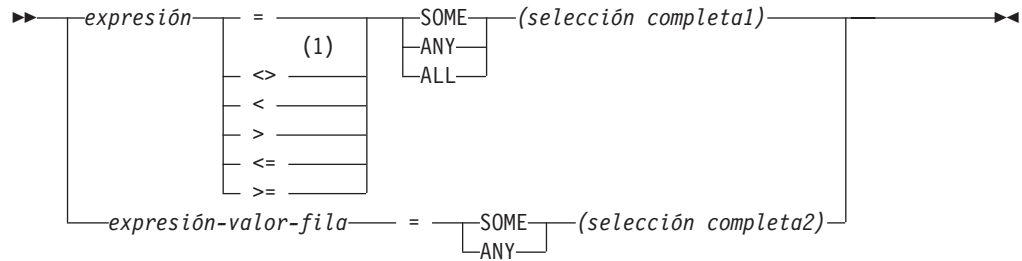 expresión = SOME (selección completa1)
(1) ANY
<> ALL
<
>
<=
>=
expresión-valor-fila = SOME (selección completa2)
ANY